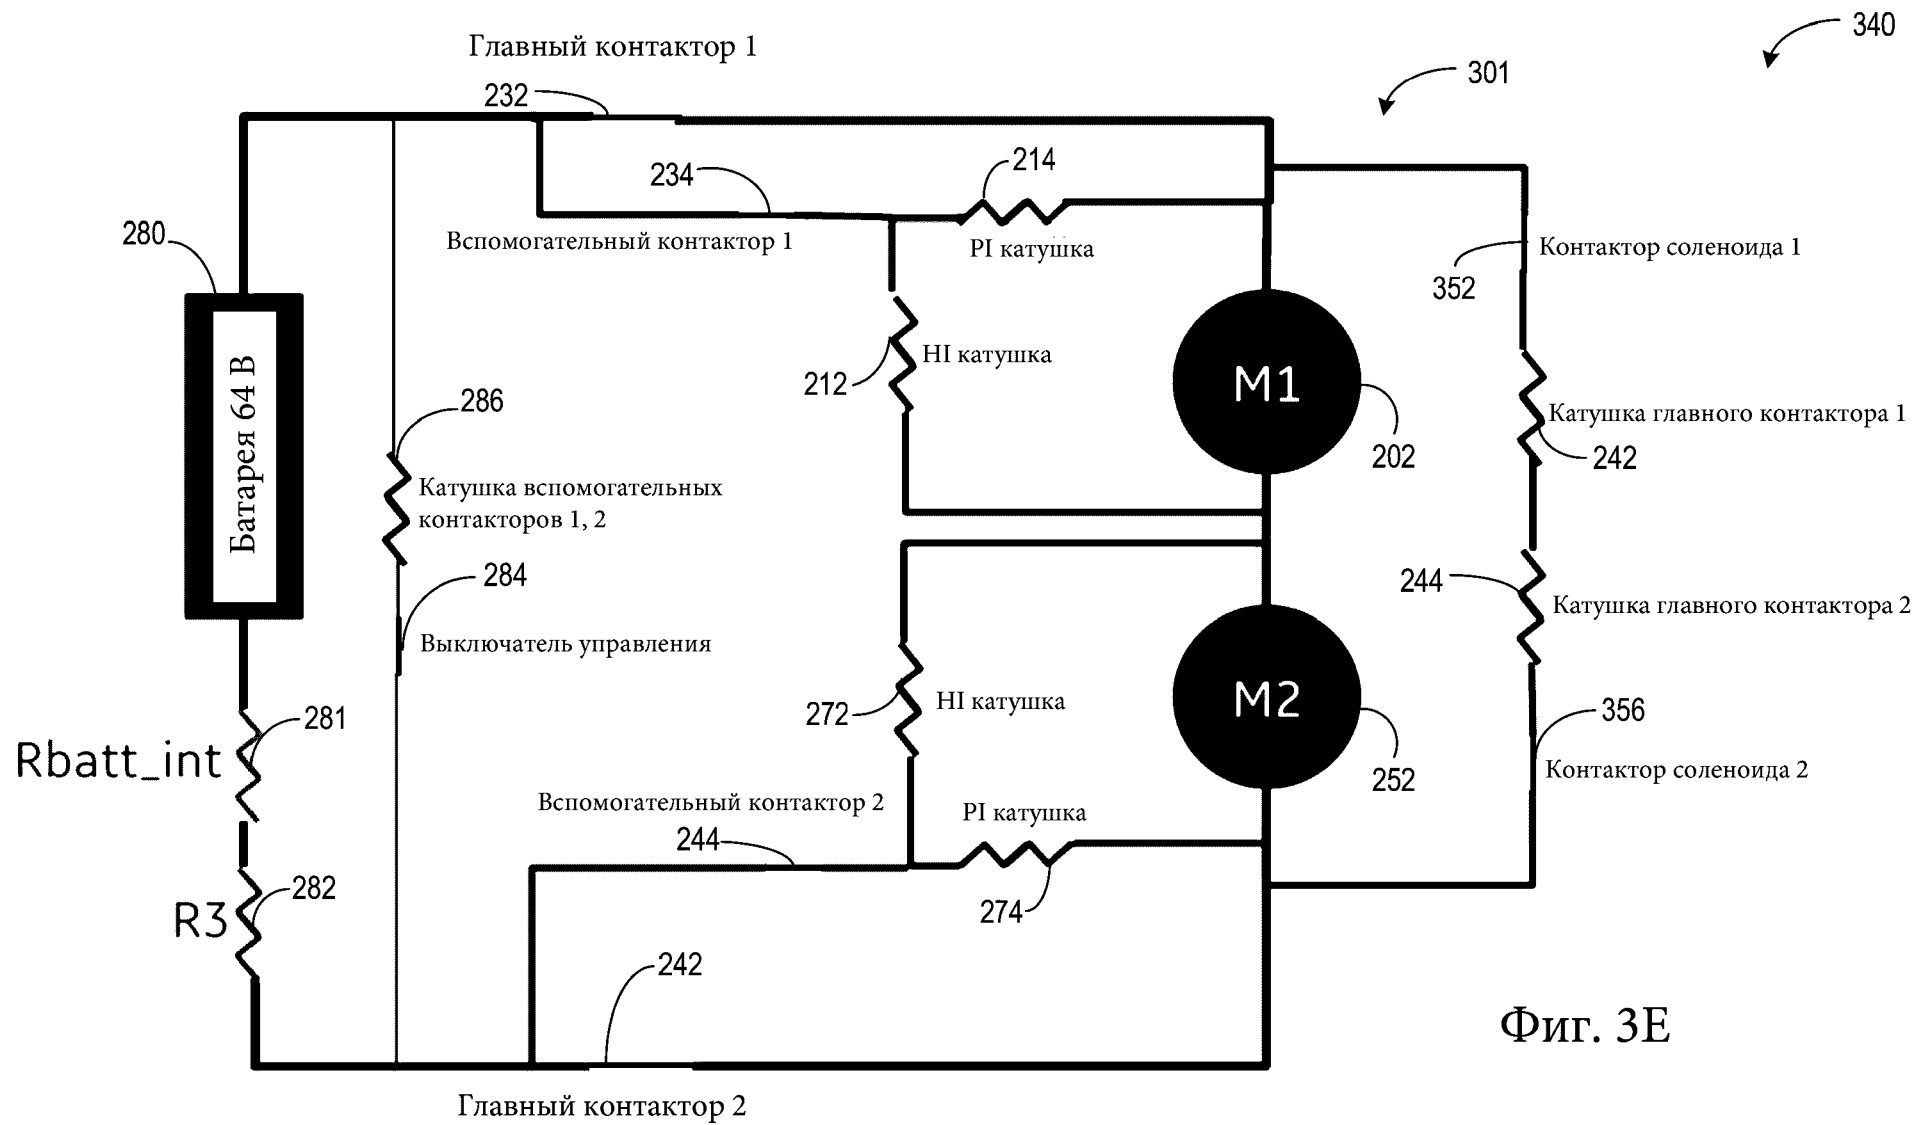 340
Главный контактор 1
301
232
214
234
Вспомогательный контактор 1
PI катушка
280
Контактор соленоида 1
352
Батарея 64 В
HI катушка
212
M1
286
Катушка главного контактора 1
202
242
Катушка вспомогательных
контакторов 1, 2
284
244
Катушка главного контактора 2
Выключатель управления
272
HI катушка
M2
281
356
Rbatt_int
252
Контактор соленоида 2
Вспомогательный контактор 2
PI катушка
244
282
R3
274
242
Фиг. 3E
Главный контактор 2